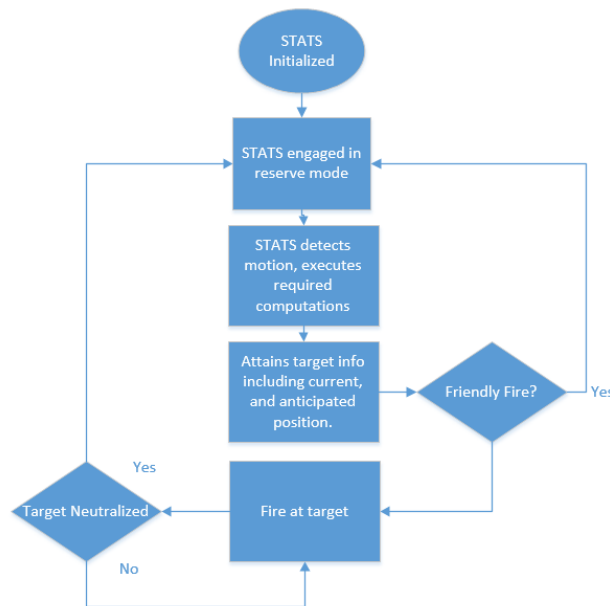 STATS
Initialized
STATS engaged in
reserve mode
STATS detects
motion, executes
required
computations
Attains target info
including current,
and anticipated
position.
Friendly Fire?
Yes
Yes
Target Neutralized
Fire at target
No